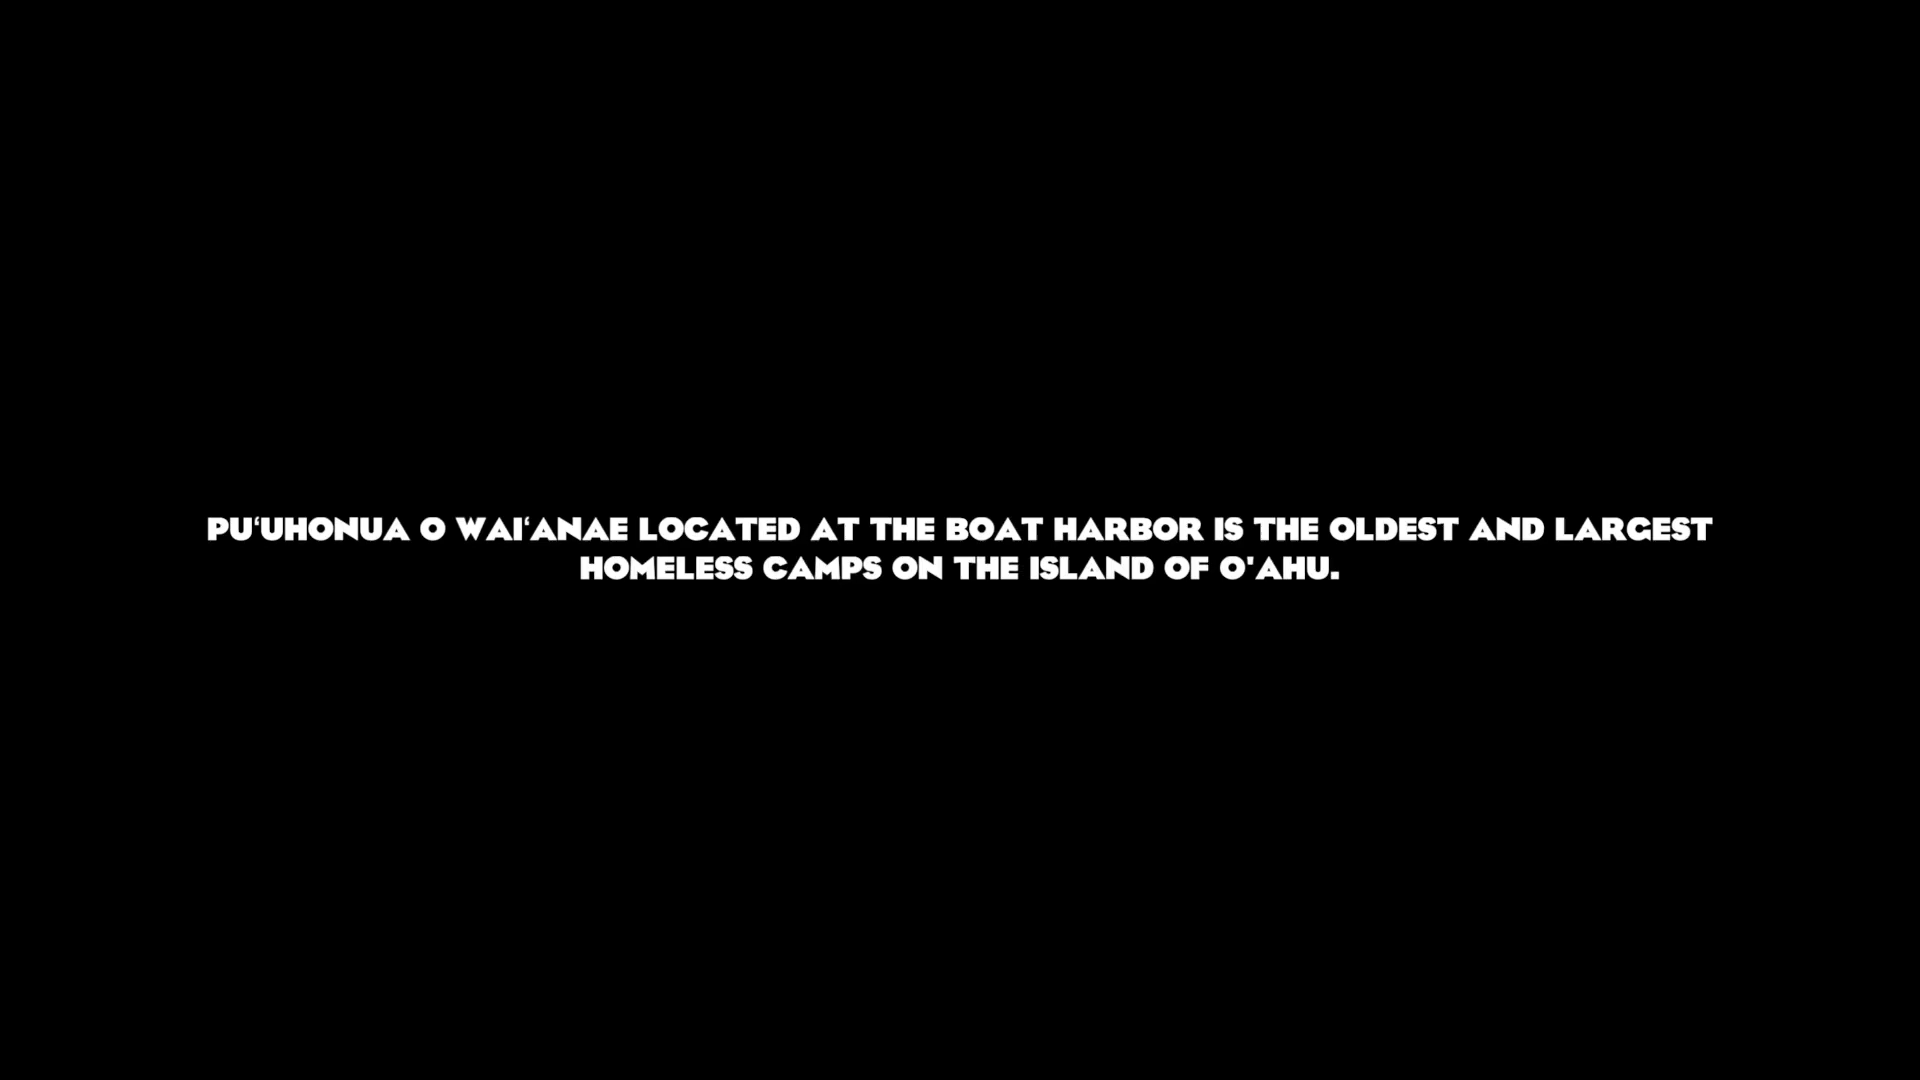 PU‘UHONUA O WAI‘ANAE LOCATED AT THE BOAT HARBOR IS THE OLDEST AND LARGEST
HOMELESS CAMPS ON THE ISLAND OF O'AHU.